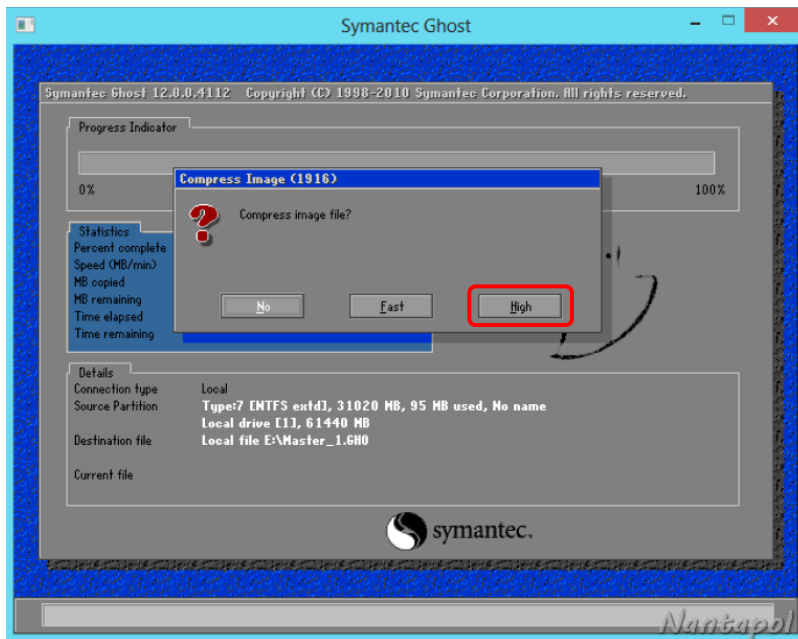 Symantec Ghost
Symantec Ghost 12.0.0.4112 Copyright (C) 1998-2010 Symantec Corporation. All rights reserved.
Progress Indicator
0%
100%
Compress Image (1916)
Compress image file?
No
Fast
High
Statistics
Percent complete
Speed (MB/min)
MB copied
MB remaining
Time elapsed
Time remaining
Details
Connection type Local
Source Partition Type:7 [NTFS extd], 31020 MB, 95 MB used, No name
Local drive [1], 61440 MB
Destination file Local file E:\Master_1.GHO
Current file
symantec.
Nantapol